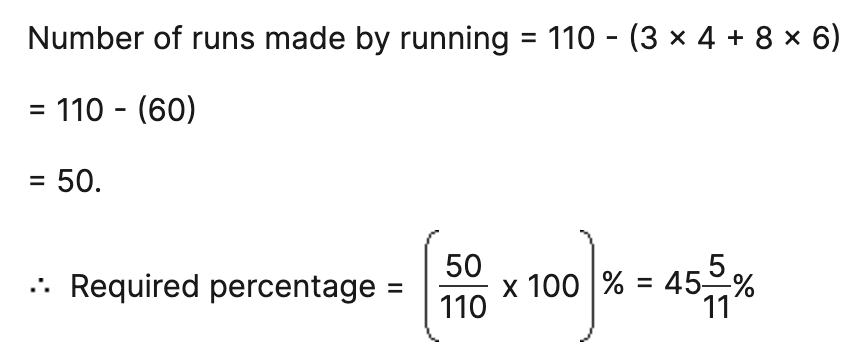 Number of runs made by running = 110 - (3 × 4 + 8 × 6)
= 110 - (60)
= 50.
∴ Required percentage = (50/110 x 100) % = 45 5/11 %